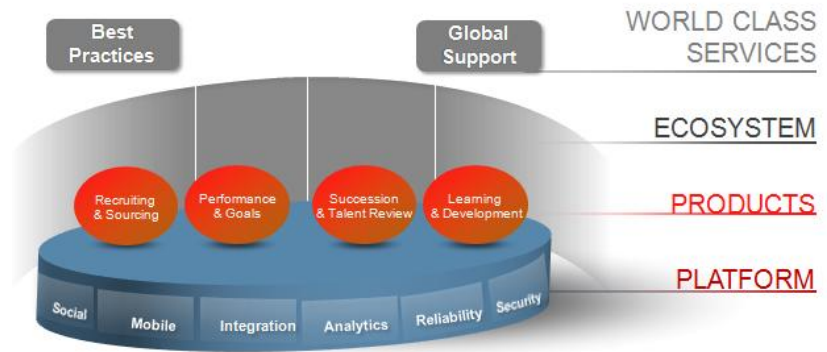 Best
Practices
Global
Support
WORLD CLASS
SERVICES
ECOSYSTEM
Recruiting
& Sourcing
Performance
& Goals
Succession
& Talent Review
Learning
& Development
PRODUCTS
PLATFORM
Social
Mobile
Integration
Analytics
Reliability
Security